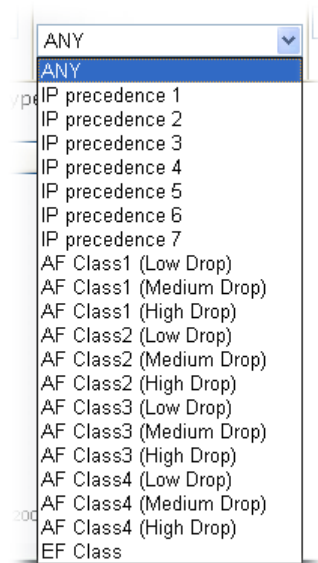 ANY
ANY
IP precedence 1
IP precedence 2
IP precedence 3
IP precedence 4
IP precedence 5
IP precedence 6
IP precedence 7
AF Class1 (Low Drop)
AF Class1 (Medium Drop)
AF Class1 (High Drop)
AF Class2 (Low Drop)
AF Class2 (Medium Drop)
AF Class2 (High Drop)
AF Class3 (Low Drop)
AF Class3 (Medium Drop)
AF Class3 (High Drop)
AF Class4 (Low Drop)
AF Class4 (Medium Drop)
AF Class4 (High Drop)
EF Class